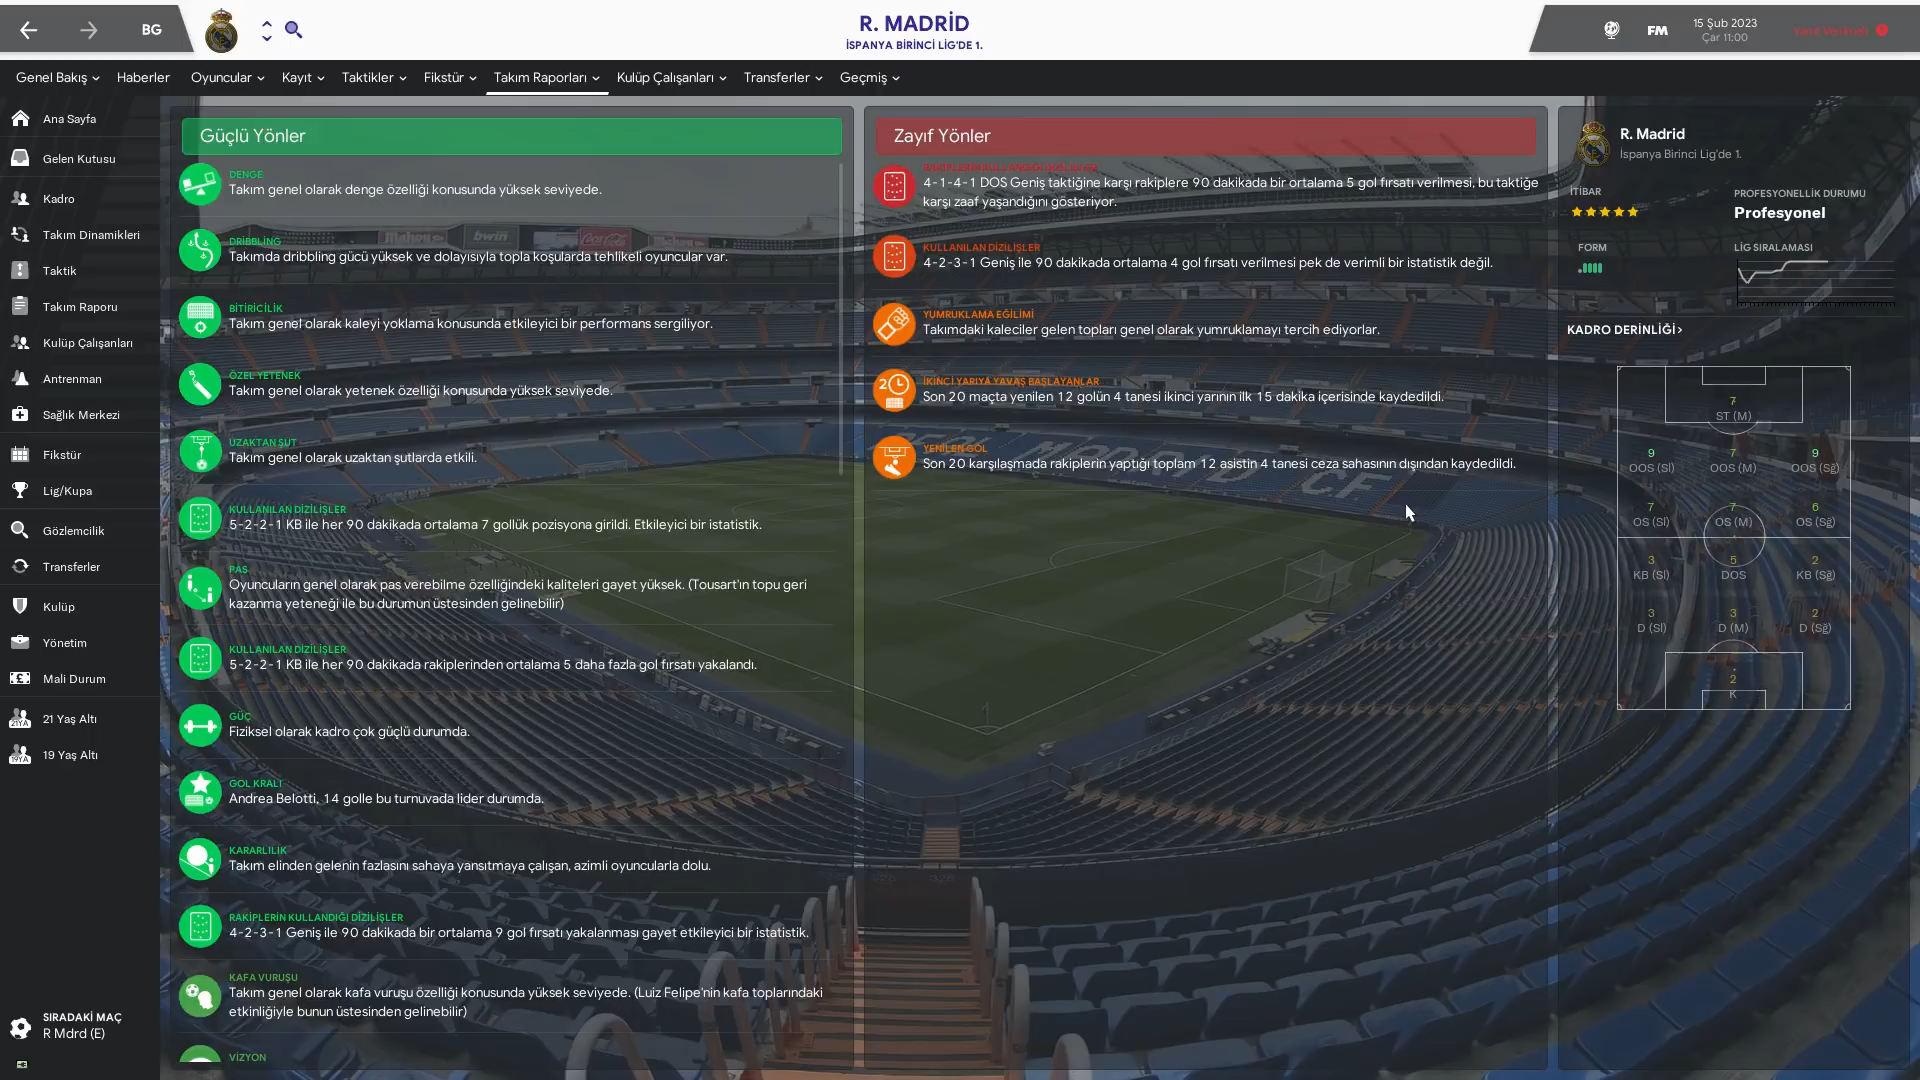 BG
R. MADRİD
İSPANYA BİRİNCİ LİG'DE 1.
FM
15 Şub 2023
Çar 11:00
Genel Bakış
Haberler
Oyuncular
Kayıt
Taktikler
Fikstür
Takım Raporları
Kulüp Çalışanları
Transferler
Geçmiş
Ana Sayfa
Gelen Kutusu
Kadro
Takım Dinamikleri
Taktik
Takım Raporu
Kulüp Çalışanları
Antrenman
Sağlık Merkezi
Fikstür
Lig/Kupa
Gözlemcilik
Transferler
Kulüp
Yönetim
Mali Durum
21YA
21 Yaş Altı
19YA
19 Yaş Altı
SIRADAKİ MAÇ
R Mdrd (E)
Güçlü Yönler
DENGE
Takım genel olarak denge özelliği konusunda yüksek seviyede.
DRİBBLİNG
Takımda dribbling gücü yüksek ve dolayısıyla topla koşularda tehlikeli oyuncular var.
BİTİRİCİLİK
Takım genel olarak kaleyi yoklama konusunda etkileyici bir performans sergiliyor.
ÖZEL YETENEK
Takım genel olarak yetenek özelliği konusunda yüksek seviyede.
UZAKTAN ŞUT
Takım genel olarak uzaktan şutlarda etkili.
KULLANILAN DİZİLİŞLER
5-2-2-1 KB ile her 90 dakikada ortalama 7 gollük pozisyona girildi. Etkileyici bir istatistik.
PAS
Oyuncuların genel olarak pas verebilme özelliğindeki kaliteleri gayet yüksek. (Tousart'ın topu geri
kazanma yeteneği ile bu durumun üstesinden gelinebilir)
KULLANILAN DİZİLİŞLER
5-2-2-1 KB ile her 90 dakikada rakiplerinden ortalama 5 daha fazla gol fırsatı yakalandı.
GÜÇ
Fiziksel olarak kadro çok güçlü durumda.
GOL KRALI
Andrea Belotti, 14 golle bu turnuvada lider durumda.
KARARLILIK
Takım elinden gelenin fazlasını sahaya yansıtmaya çalışan, azimli oyuncularla dolu.
RAKİPLERİN KULLANDIĞI DİZİLİŞLER
4-2-3-1 Geniş ile 90 dakikada bir ortalama 9 gol fırsatı yakalanması gayet etkileyici bir istatistik.
KAFA VURUŞU
Takım genel olarak kafa vuruşu özelliği konusunda yüksek seviyede. (Luiz Felipe'nin kafa toplarındaki
etkinliğiyle bunun üstesinden gelinebilir)
VİZYON
Zayıf Yönler
RAKİPLERİN KULLANDIĞI DİZİLİŞLER
4-1-4-1 DOS Geniş taktiğine karşı rakiplere 90 dakikada bir ortalama 5 gol fırsatı verilmesi, bu taktiğe
karşı zaaf yaşandığını gösteriyor.
KULLANILAN DİZİLİŞLER
4-2-3-1 Geniş ile 90 dakikada ortalama 4 gol fırsatı verilmesi pek de verimli bir istatistik değil.
YUMRUKLAMA EĞİLİMİ
Takımdaki kaleciler gelen topları genel olarak yumruklamayı tercih ediyorlar.
2
İKİNCİ YARIYA YAVAŞ BAŞLAYANLAR
Son 20 maçta yenilen 12 golün 4 tanesi ikinci yarının ilk 15 dakika içerisinde kaydedildi.
YENİLEN GOL
Son 20 karşılaşmada rakiplerin yaptığı toplam 12 asistin 4 tanesi ceza sahasının dışından kaydedildi.
R. Madrid
İspanya Birinci Lig'de 1.
İTİBAR
PROFESYONELLİK DURUMU
Profesyonel
FORM
LİG SIRALAMASI
KADRO DERİNLİĞİ>
7
ST (M)
9
OOS (Sl)
7
OOS (M)
9
OOS (Sğ)
7
OS (Sl)
7
OS (M)
6
OS (Sğ)
3
KB (Sl)
5
DOS
2
KB (Sğ)
3
D (Sl)
3
D (M)
2
D (Sğ)
2
K
bwin
Coca-Cola
MADRID CF